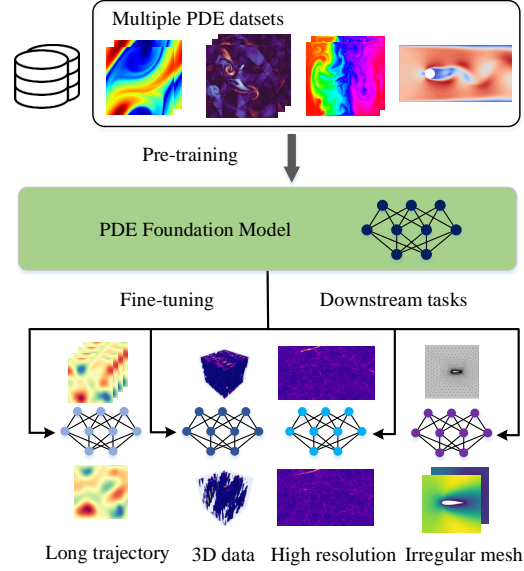 Multiple PDE datsets
Pre-training
PDE Foundation Model
Fine-tuning
Downstream tasks
Long trajectory
3D data
High resolution
Irregular mesh